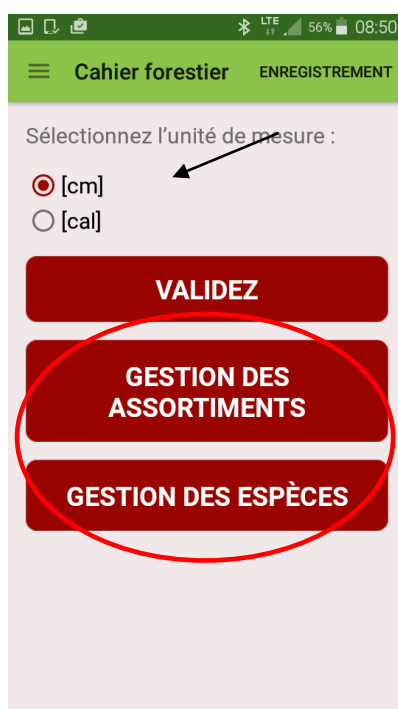 LTE 56% 08:50
Cahier forestier ENREGISTREMENT
Sélectionnez l'unité de mesure :
[cm]
[cal]
VALIDEZ
GESTION DES
ASSORTIMENTS
GESTION DES ESPÈCES